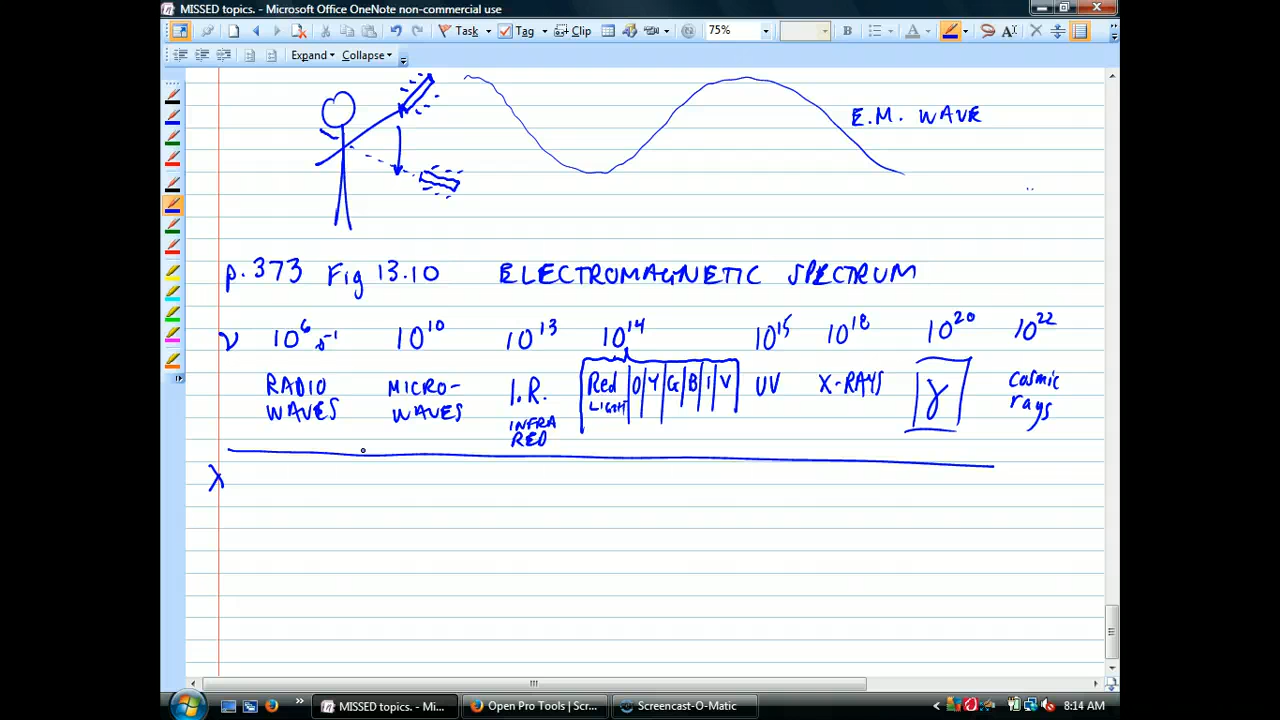 MISSED topics. - Microsoft Office OneNote non-commercial use
Task Tag Clip 75% B A
Expand Collapse
E.M. WAVE
p. 373 Fig 13.10 ELECTROMAGNETIC SPECTRUM
ν 10⁶ s⁻¹ 10¹⁰ 10¹³ 10¹⁴ 10¹⁵ 10¹⁸ 10²⁰ 10²²
RADIO MICRO- I.R. Red O Y G B I V UV X-RAYS γ Cosmic
WAVES WAVES INFRA LIGHT rays
RED
λ
MISSED topics. - Mi... Open Pro Tools | Scr... Screencast-O-Matic 8:14 AM